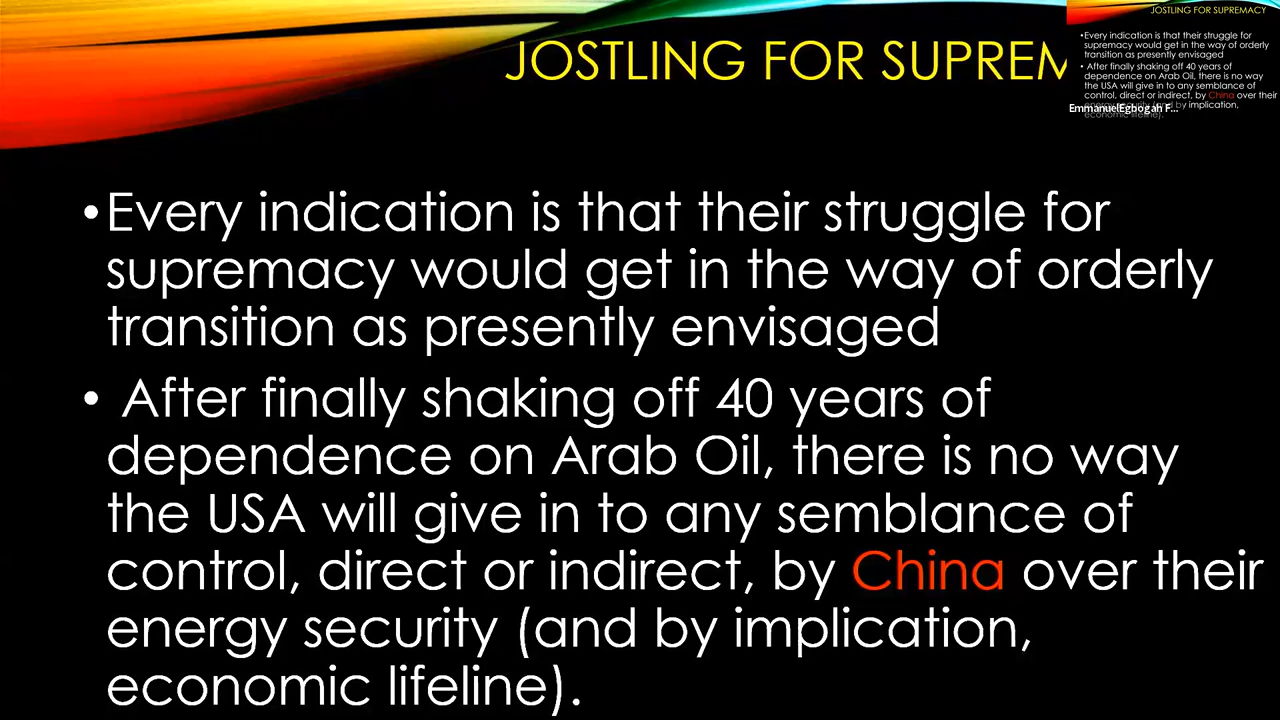 JOSTLING FOR SUPREM
•Every indication is that their struggle for
supremacy would get in the way of orderly
transition as presently envisaged
• After finally shaking off 40 years of
dependence on Arab Oil, there is no way
the USA will give in to any semblance of
control, direct or indirect, by China over their
energy security (and by implication,
economic lifeline).
JOSTLING FOR SUPREMACY
•Every indication is that their struggle for
supremacy would get in the way of orderly
transition as presently envisaged
• After finally shaking off 40 years of
dependence on Arab Oil, there is no way
the USA will give in to any semblance of
control, direct or indirect, by China over their
energy security (and by implication,
economic lifeline).
EmmanuelEgbogah F...